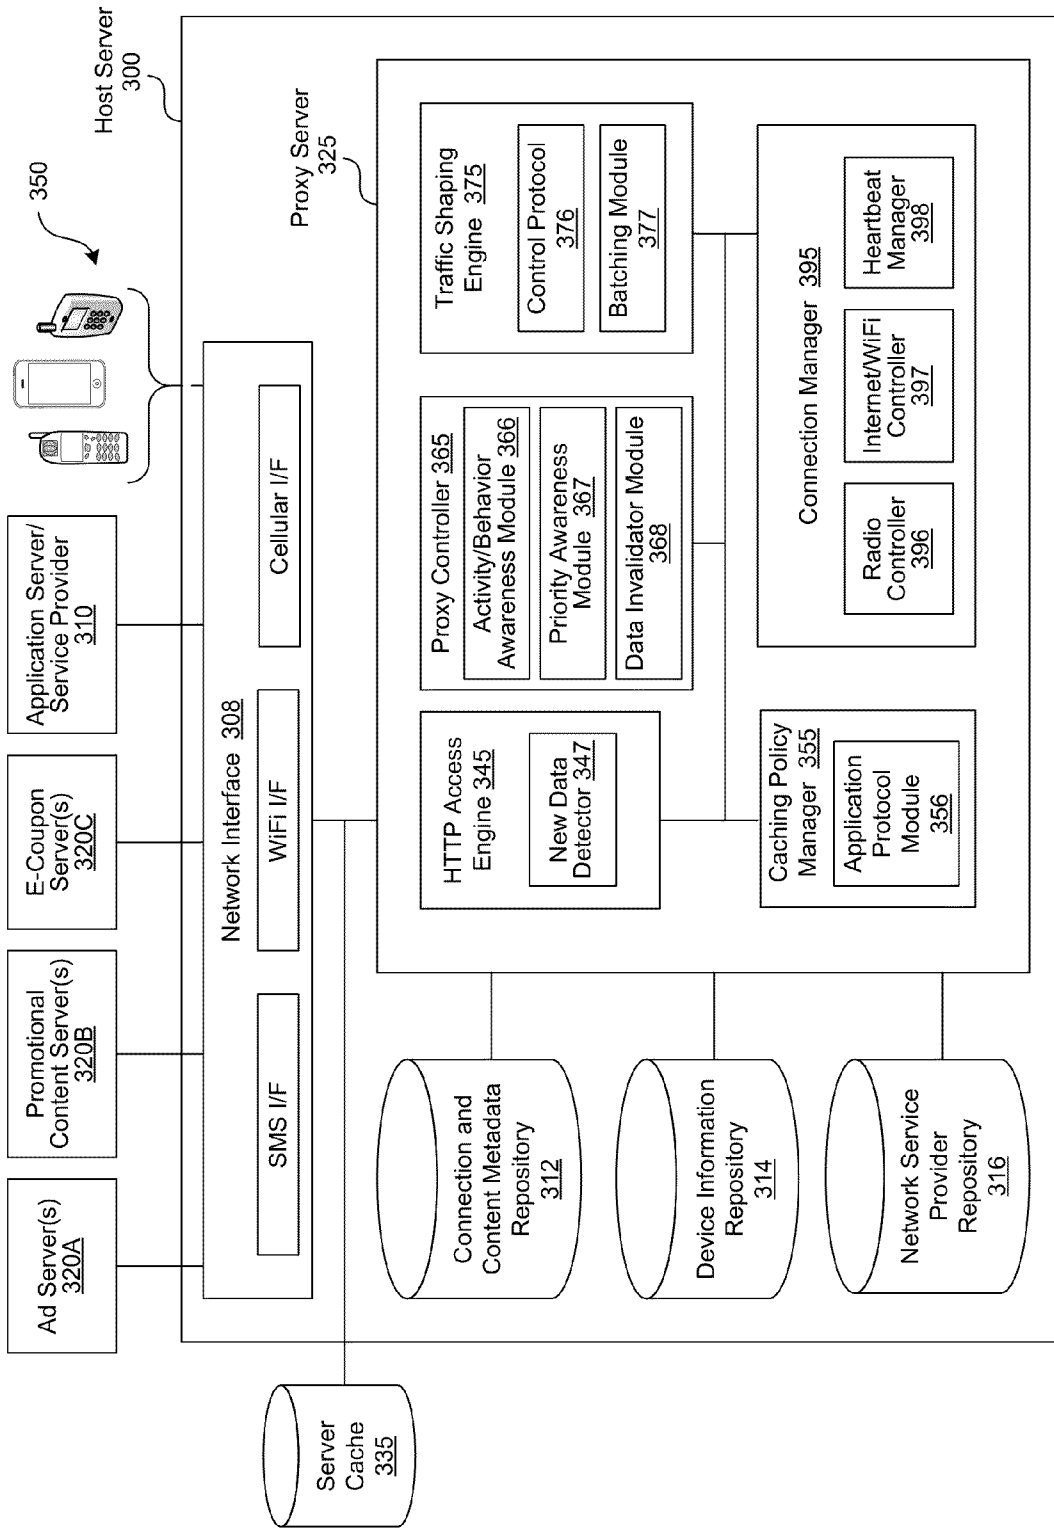 Ad Server(s)
320A
Promotional
Content Server(s)
320B
E-Coupon
Server(s)
320C
Application Server/
Service Provider
310
350
Host Server
300
Network Interface 308
SMS I/F
WiFi I/F
Cellular I/F
Server
Cache
335
Proxy Server
325
Connection and
Content Metadata
Repository
312
Device Information
Repository
314
Network Service
Provider
Repository
316
HTTP Access
Engine 345
New Data
Detector 347
Proxy Controller 365
Activity/Behavior
Awareness Module 366
Priority Awareness
Module 367
Data Invalidator Module
368
Traffic Shaping
Engine 375
Control Protocol
376
Batching Module
377
Caching Policy
Manager 355
Application
Protocol
Module
356
Connection Manager 395
Radio
Controller
396
Internet/WiFi
Controller
397
Heartbeat
Manager
398